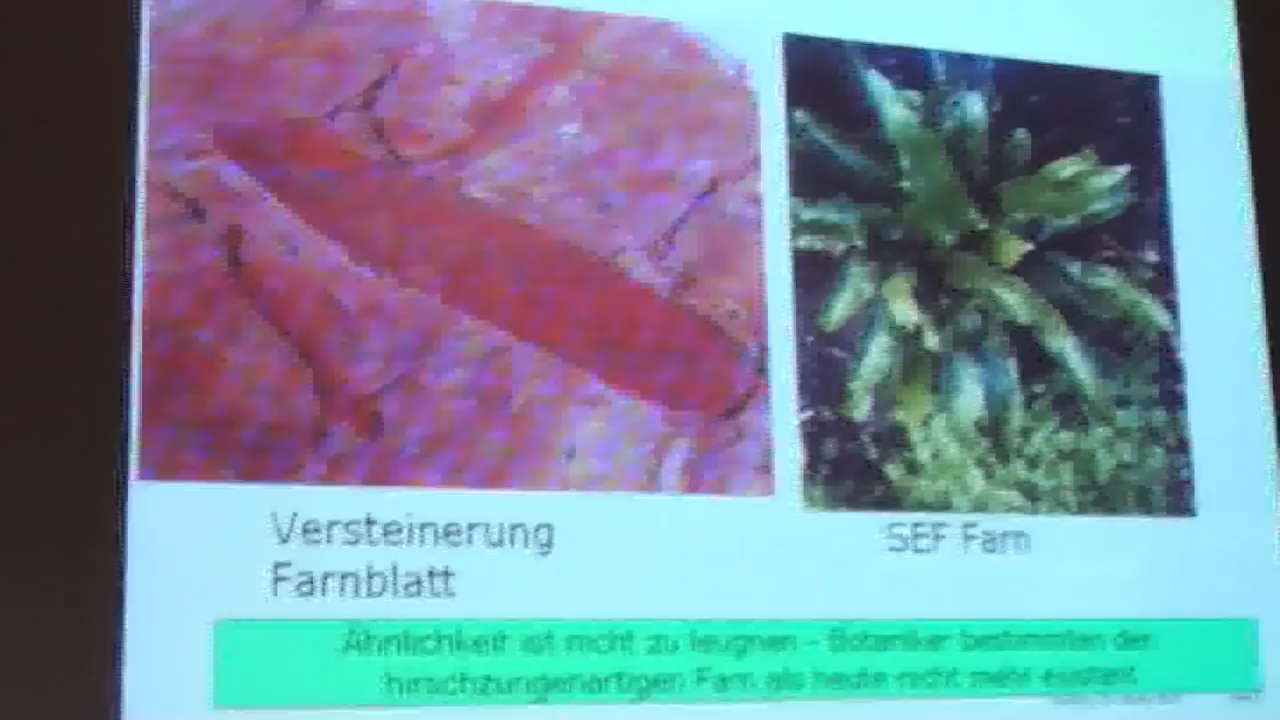 Versteinerung
Farnblatt
SEF Farn
Ähnlichkeit ist nicht zu leugnen - Botaniker bestimmten den
hirschzungenartigen Farn als heute nicht mehr existent